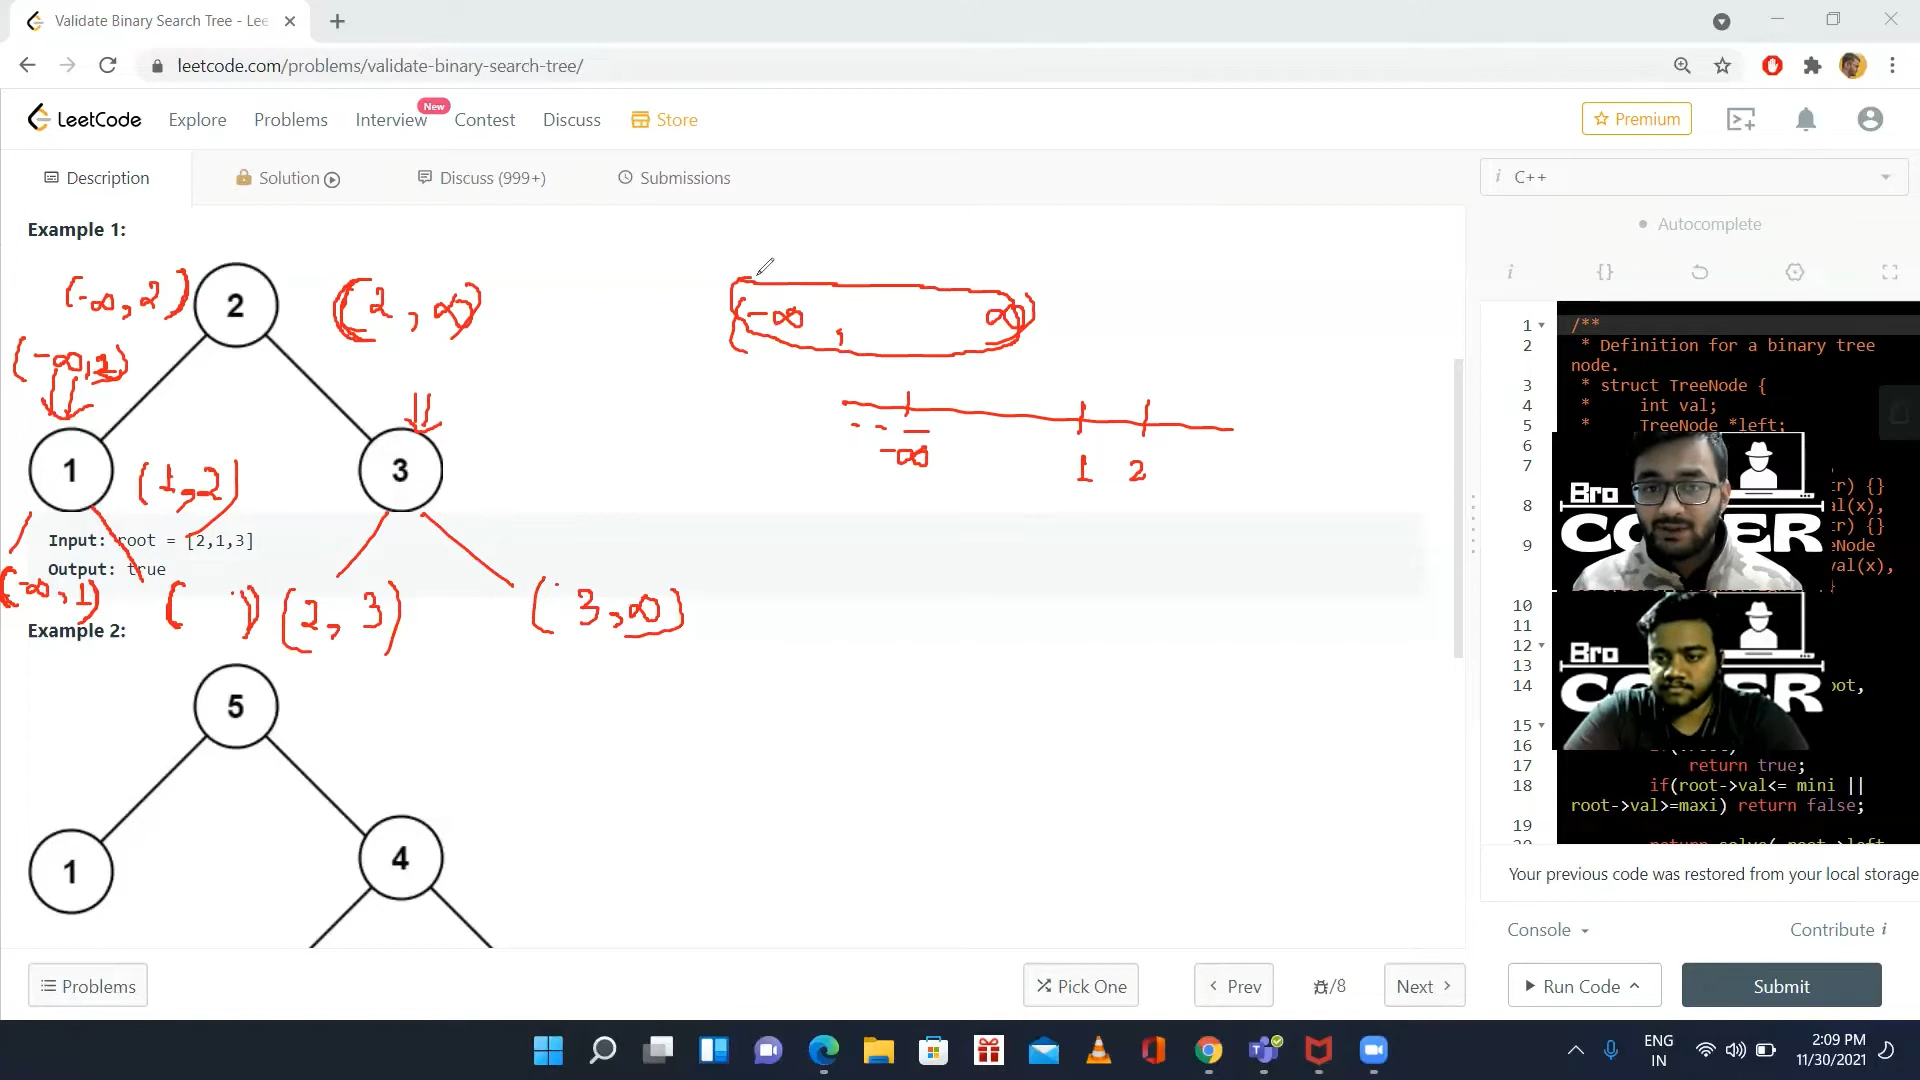 Validate Binary Search Tree - Lee
leetcode.com/problems/validate-binary-search-tree/
LeetCode Explore Problems Interview New Contest Discuss Store Premium
Description Solution Discuss (999+) Submissions
i C++
Autocomplete
Example 1:
(-∞, 2) 2 (2, ∞)
(-∞, ∞)
1 3
(1,2)
-∞ 1 2
Input: root = [2,1,3]
Output: true
(-∞, 1) ( ) (2, 3) (3, ∞)
Example 2:
5
1 4
1 /**
2 * Definition for a binary tree
node.
3 * struct TreeNode {
4 * int val;
5 * TreeNode *left;
6
7
r) {}
8 al(x),
r) {}
9 eNode
val(x),
10
11
12
13
14 oot,
15
16
17 return true;
18 if(root->val<= mini ||
root->val>=maxi) return false;
19
Bro
CODER
Bro
CODER
Your previous code was restored from your local storage
Console Contribute i
Problems Pick One Prev /8 Next Run Code Submit
ENG
IN
2:09 PM
11/30/2021